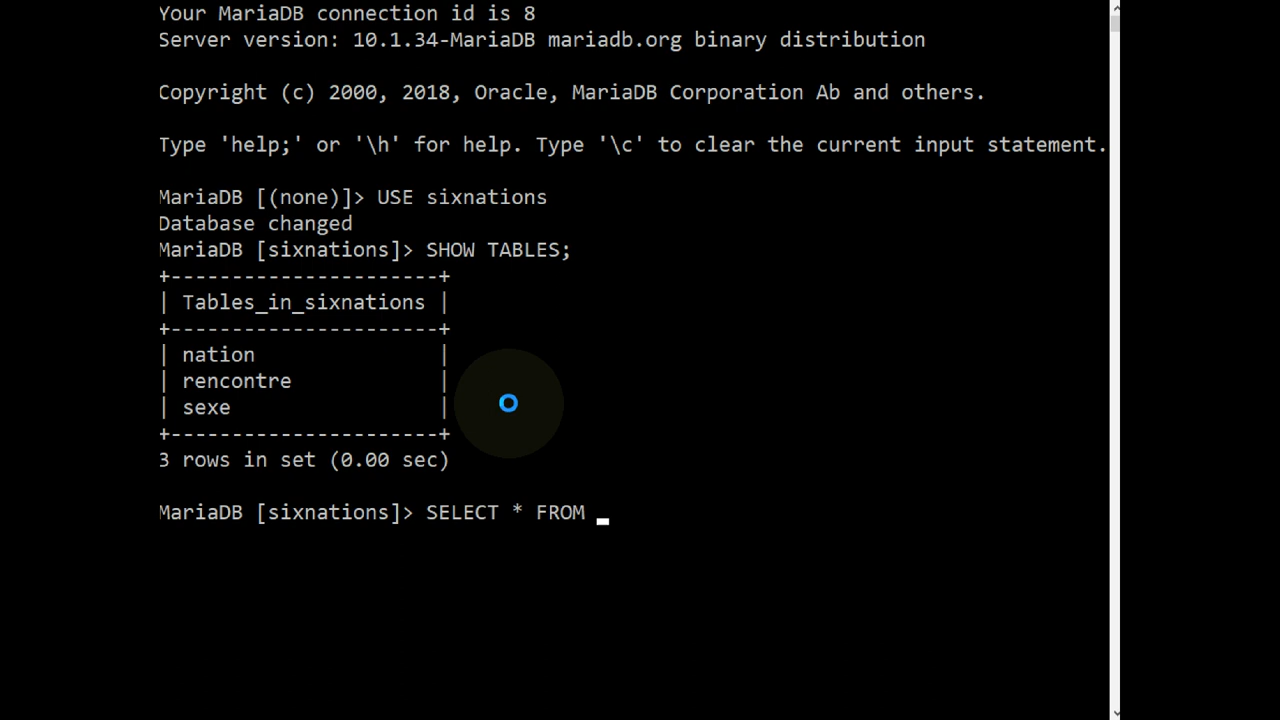 Your MariaDB connection id is 8
Server version: 10.1.34-MariaDB mariadb.org binary distribution
Copyright (c) 2000, 2018, Oracle, MariaDB Corporation Ab and others.
Type 'help;' or '\h' for help. Type '\c' to clear the current input statement.
MariaDB [(none)]> USE sixnations
Database changed
MariaDB [sixnations]> SHOW TABLES;
+----------------------+
| Tables_in_sixnations |
+----------------------+
| nation               |
| rencontre            |
| sexe                 |
+----------------------+
3 rows in set (0.00 sec)
MariaDB [sixnations]> SELECT * FROM _